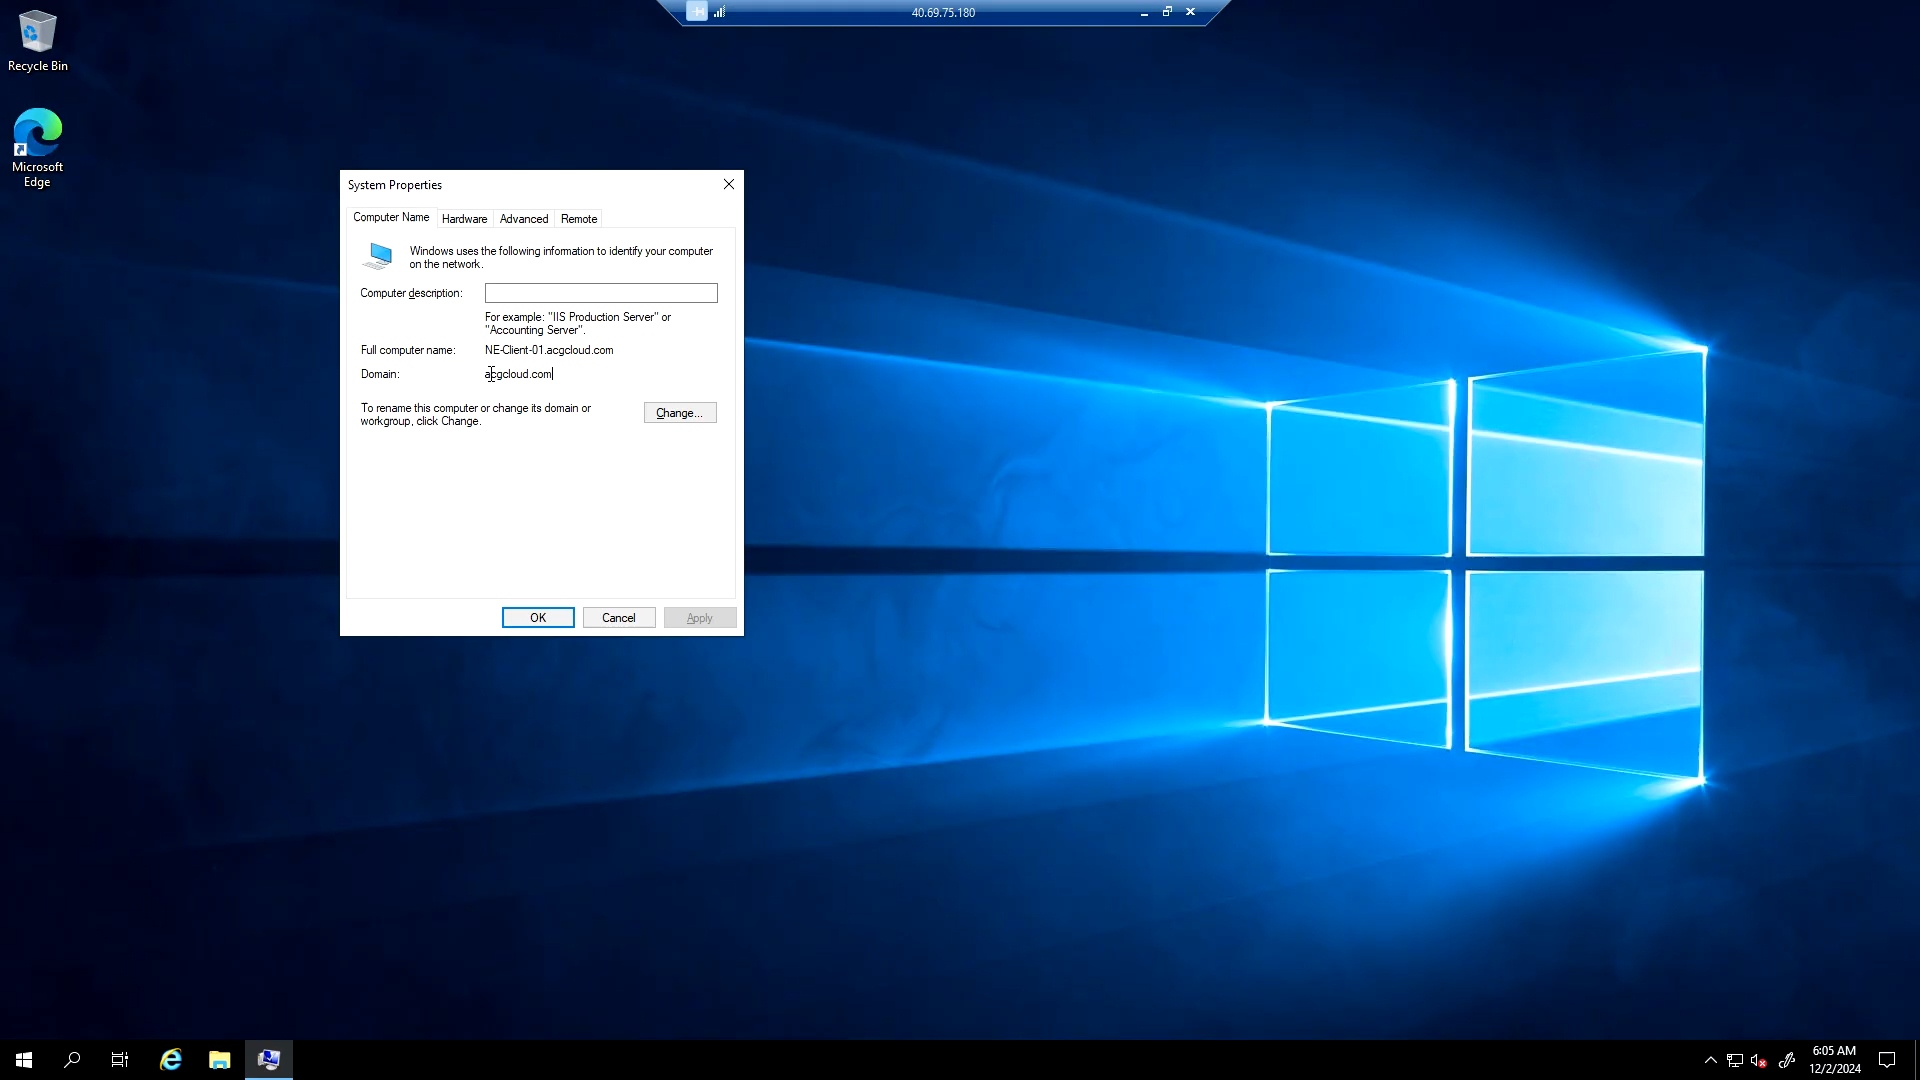 40.69.75.180
Recycle Bin
Microsoft
Edge
System Properties
Computer Name
Hardware
Advanced
Remote
Windows uses the following information to identify your computer
on the network.
Computer description:
For example: "IIS Production Server" or
"Accounting Server".
Full computer name: NE-Client-01.acgcloud.com
Domain: acgcloud.com
To rename this computer or change its domain or
workgroup, click Change.
Change...
OK
Cancel
Apply
6:05 AM
12/2/2024